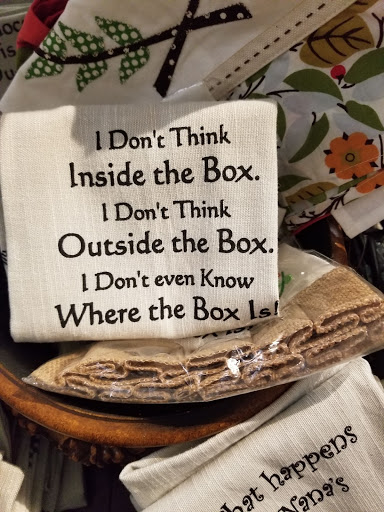 I Don't Think
Inside the Box.
I Don't Think
Outside the Box.
I Don't even Know
Where the Box Is!
what happens
Nana's